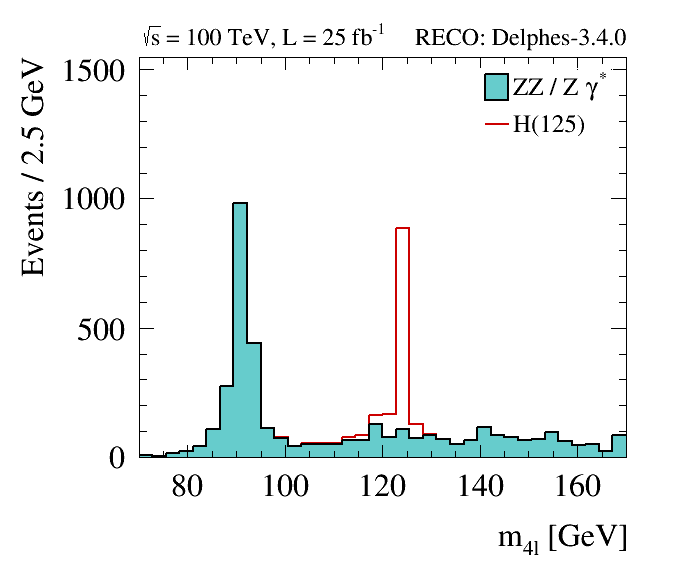 √s = 100 TeV, L = 25 fb⁻¹ RECO: Delphes-3.4.0
1500
1000
500
0
Events / 2.5 GeV
ZZ / Z γ*
H(125)
80 100 120 140 160
m₄ₗ [GeV]